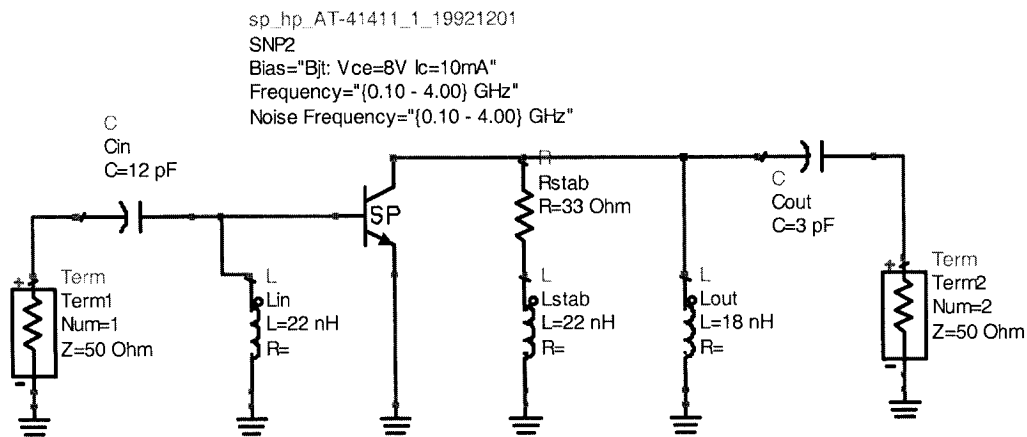 sp_hp_AT-41411_1_19921201
SNP2
Bias="Bjt: Vce=8V Ic=10mA"
Frequency="{0.10 - 4.00} GHz"
Noise Frequency="{0.10 - 4.00} GHz"
C
Cin
C=12 pF
SP
R
Rstab
R=33 Ohm
C
Cout
C=3 pF
+ Term
Term1
Num=1
Z=50 Ohm
-
L
Lin
L=22 nH
R=
L
Lstab
L=22 nH
R=
L
Lout
L=18 nH
R=
+ Term
Term2
Num=2
Z=50 Ohm
-